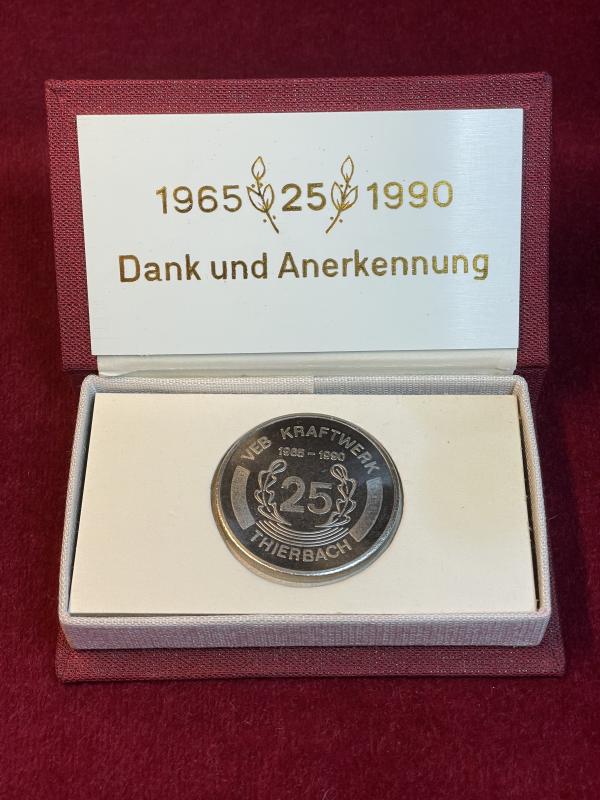 1965 25 1990
Dank und Anerkennung
VEB KRAFTWERK
1965 - 1990
25
THIERBACH